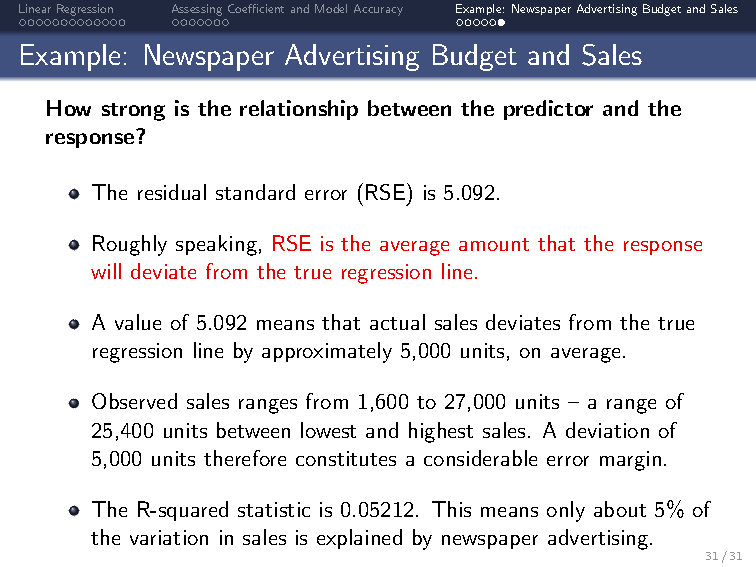 Linear Regression
Assessing Coefficient and Model Accuracy
Example: Newspaper Advertising Budget and Sales
Example: Newspaper Advertising Budget and Sales
How strong is the relationship between the predictor and the
response?
The residual standard error (RSE) is 5.092.
Roughly speaking, RSE is the average amount that the response
will deviate from the true regression line.
A value of 5.092 means that actual sales deviates from the true
regression line by approximately 5,000 units, on average.
Observed sales ranges from 1,600 to 27,000 units – a range of
25,400 units between lowest and highest sales. A deviation of
5,000 units therefore constitutes a considerable error margin.
The R-squared statistic is 0.05212. This means only about 5% of
the variation in sales is explained by newspaper advertising.
31 / 31